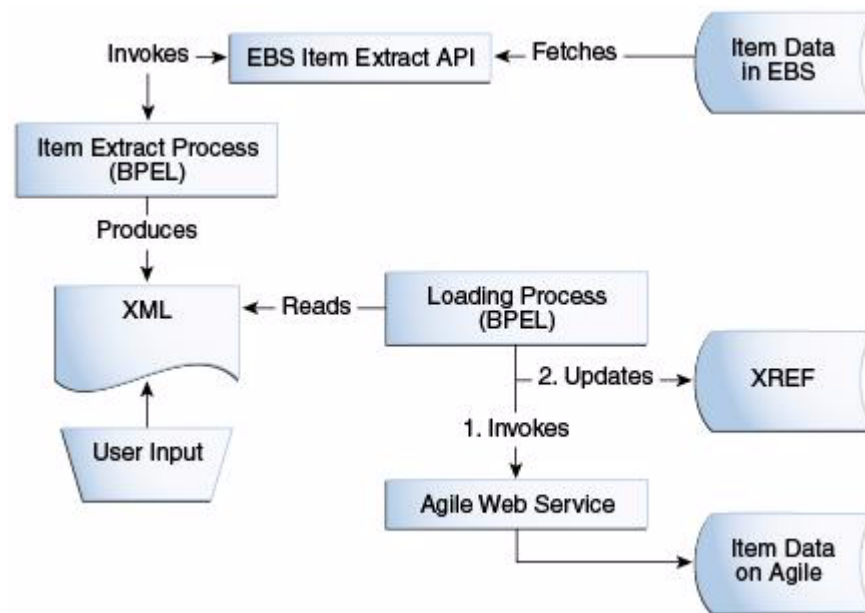 Invokes
EBS Item Extract API
Fetches
Item Data
in EBS
Item Extract Process
(BPEL)
Produces
XML
Reads
Loading Process
(BPEL)
2. Updates
XREF
User Input
1. Invokes
Agile Web Service
Item Data
on Agile